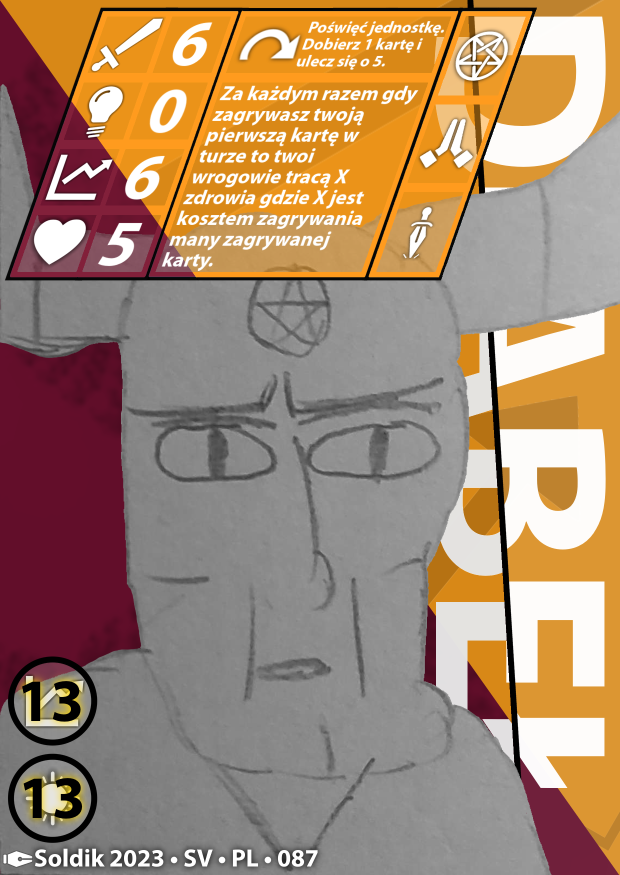 6
0
6
5
Poświęć jednostkę.
Dobierz 1 kartę i
ulecz się o 5.
Za każdym razem gdy
zagrywasz twoją
pierwszą kartę w
turze to twoi
wrogowie tracą X
zdrowia gdzie X jest
kosztem zagrywania
many zagrywanej
karty.
DIABEŁ
13
13
Soldik 2023 • SV • PL • 087